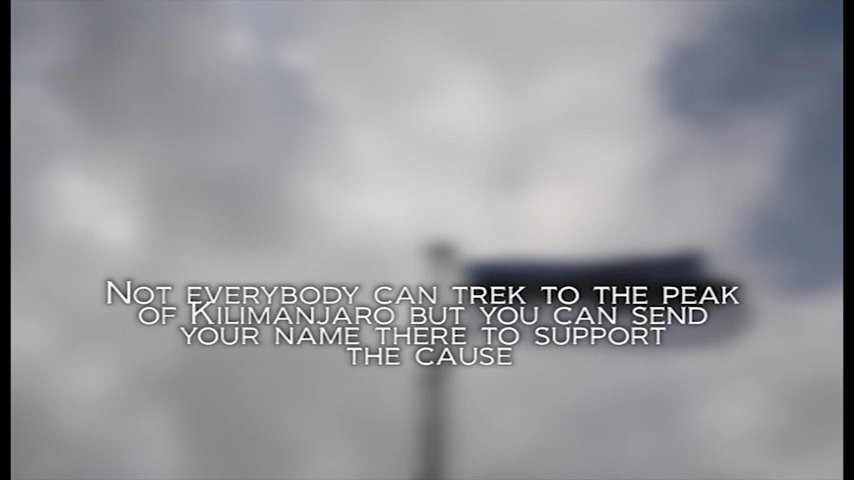 Not everybody can trek to the peak
of Kilimanjaro but you can send
your name there to support
the cause